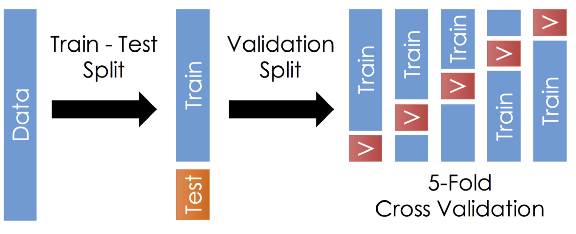 Data
Train - Test
Split
Train
Test
Validation
Split
Train
V
Train
V
Train
V
V
Train
V
Train
5-Fold
Cross Validation